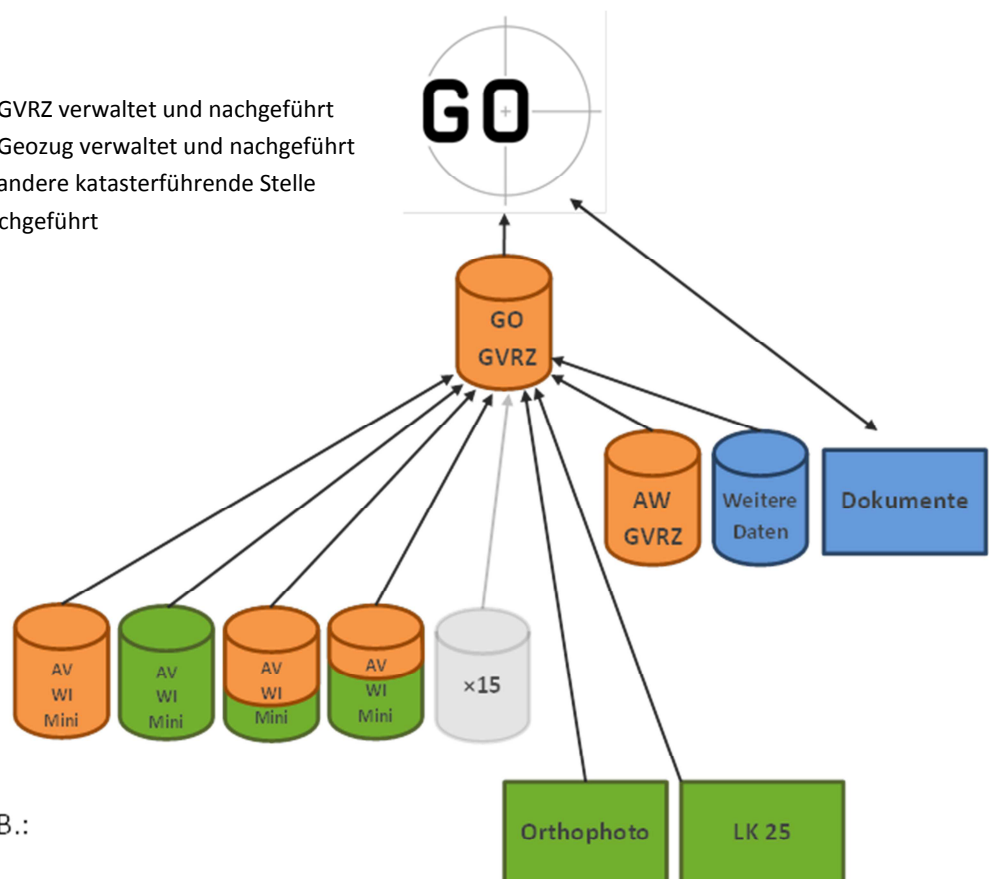 GO
GVRZ verwaltet und nachgeführt
Geozug verwaltet und nachgeführt
andere katasterführende Stelle
chgeführt
GO
GVRZ
AW
GVRZ
Weitere
Daten
Dokumente
AV
WI
Mini
AV
WI
Mini
AV
WI
Mini
AV
WI
Mini
×15
B.:
Orthophoto
LK 25